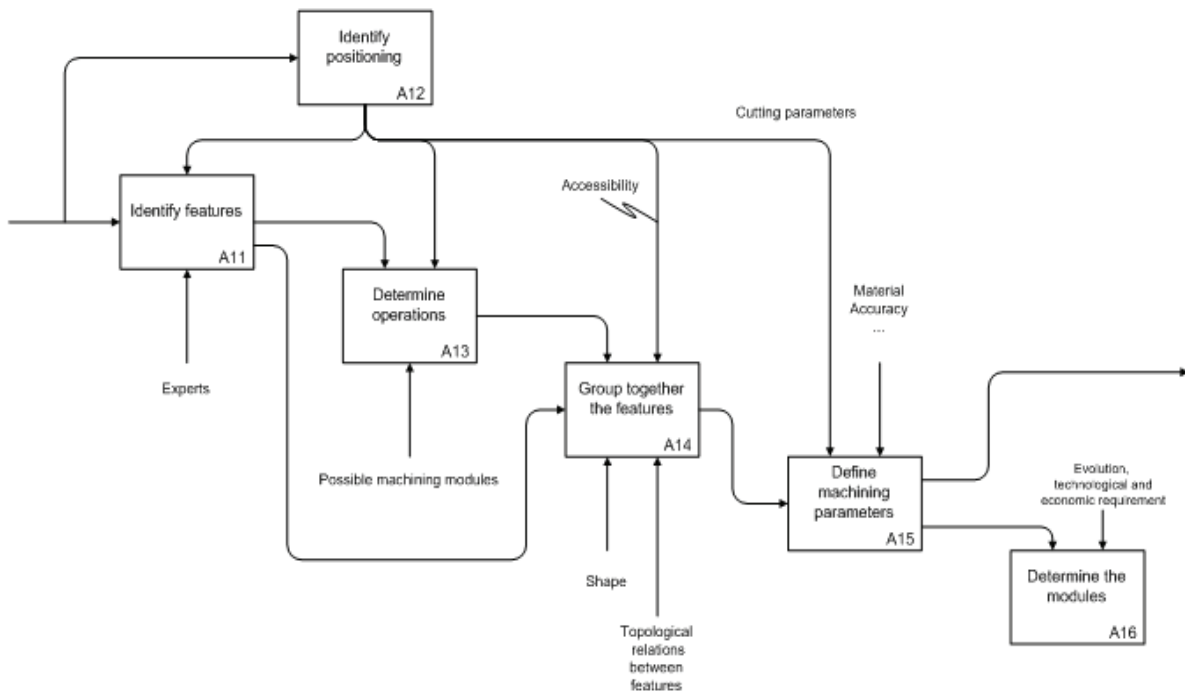 Identify
positioning
A12
Cutting parameters
Accessibility
Identify features
A11
Determine
operations
A13
Material
Accuracy
...
Experts
Group together
the features
A14
Possible machining modules
Define
machining
parameters
A15
Evolution,
technological and
economic requirement
Shape
Determine the
modules
A16
Topological
relations
between
features